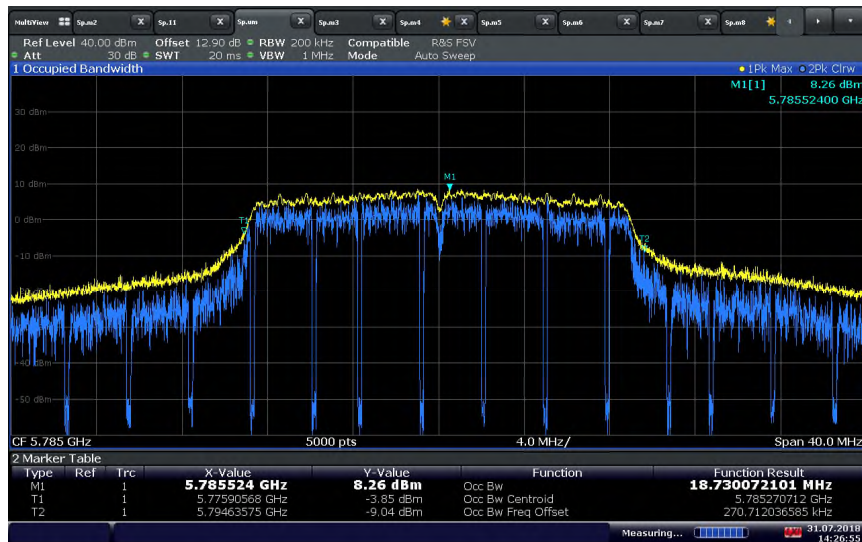 MultiView Sp.m2 X Sp.11 X Sp.um X Sp.m3 X Sp.m4 X Sp.m5 X Sp.m6 X Sp.m7 X Sp.m8
Ref Level 40.00 dBm Offset 12.90 dB RBW 200 kHz Compatible R&S FSV
Att 30 dB SWT 20 ms VBW 1 MHz Mode Auto Sweep
1 Occupied Bandwidth 1Pk Max 2Pk Clrw
M1[1] 8.26 dBm
5.78552400 GHz
30 dBm
20 dBm
M1
10 dBm
T1
0 dBm
T2
-10 dBm
-40 dBm
-50 dBm
CF 5.785 GHz 5000 pts 4.0 MHz/ Span 40.0 MHz
2 Marker Table
Type Ref Trc X-Value Y-Value Function Function Result
M1 1 5.785524 GHz 8.26 dBm Occ Bw 18.730072101 MHz
T1 1 5.77590568 GHz -3.85 dBm Occ Bw Centroid 5.785270712 GHz
T2 1 5.79463575 GHz -9.04 dBm Occ Bw Freq Offset 270.712036585 kHz
Measuring... 31.07.2018
14:26:55